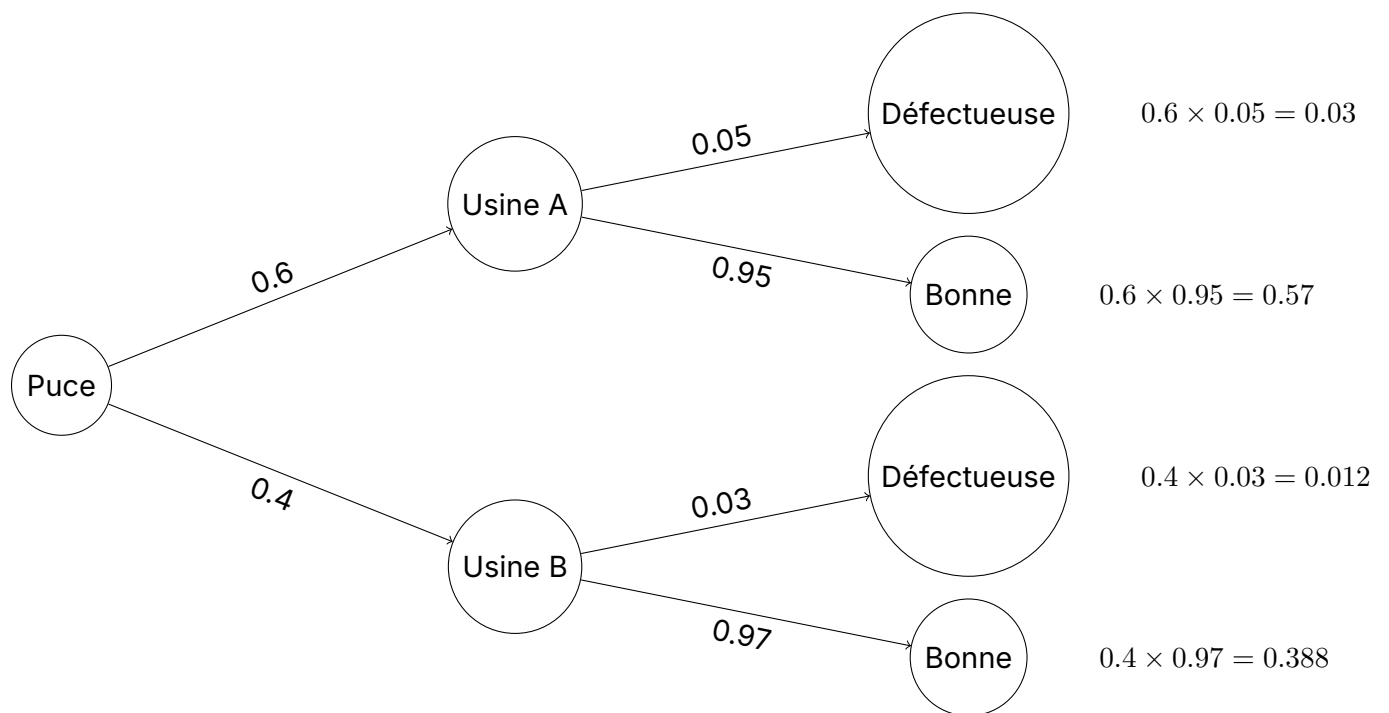 Puce
0.6
0.4
Usine A
Usine B
0.05
0.95
0.03
0.97
Défectueuse
0.6 × 0.05 = 0.03
Bonne
0.6 × 0.95 = 0.57
Défectueuse
0.4 × 0.03 = 0.012
Bonne
0.4 × 0.97 = 0.388